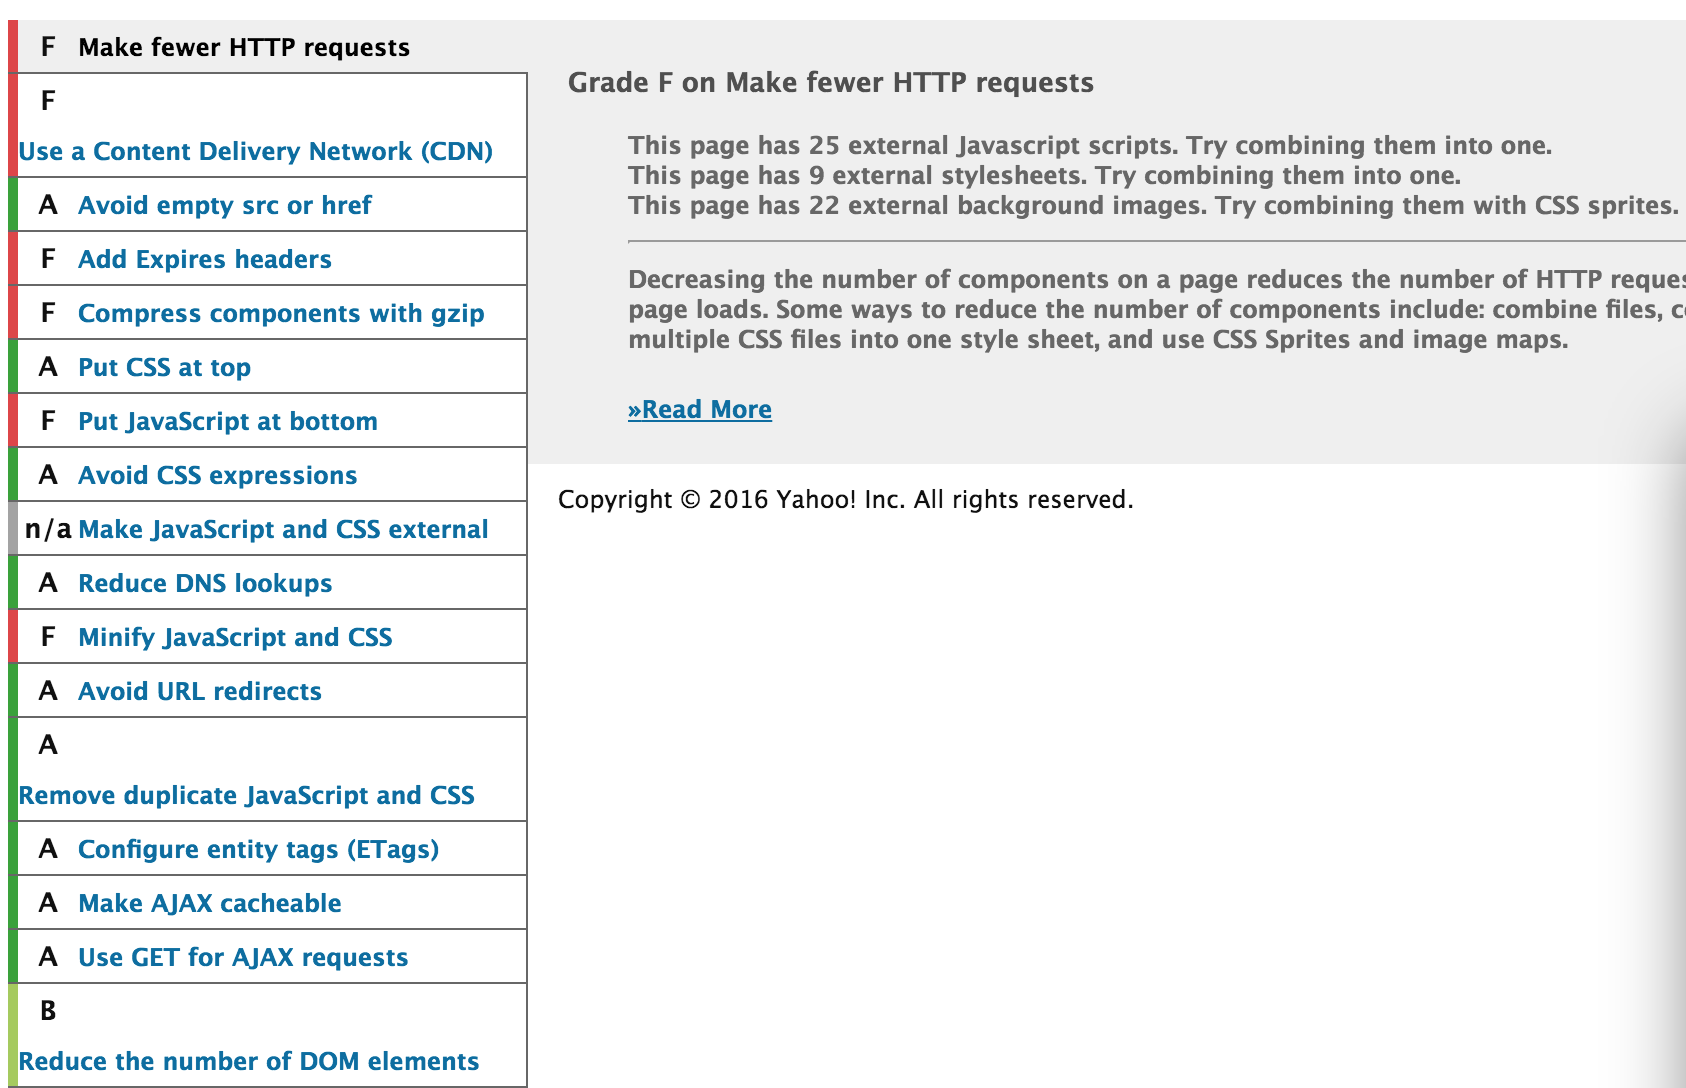 F Make fewer HTTP requests
F
Use a Content Delivery Network (CDN)
A Avoid empty src or href
F Add Expires headers
F Compress components with gzip
A Put CSS at top
F Put JavaScript at bottom
A Avoid CSS expressions
n/a Make JavaScript and CSS external
A Reduce DNS lookups
F Minify JavaScript and CSS
A Avoid URL redirects
A
Remove duplicate JavaScript and CSS
A Configure entity tags (ETags)
A Make AJAX cacheable
A Use GET for AJAX requests
B
Reduce the number of DOM elements
Grade F on Make fewer HTTP requests
This page has 25 external Javascript scripts. Try combining them into one.
This page has 9 external stylesheets. Try combining them into one.
This page has 22 external background images. Try combining them with CSS sprites.
Decreasing the number of components on a page reduces the number of HTTP
page loads. Some ways to reduce the number of components include: combine files,
multiple CSS files into one style sheet, and use CSS Sprites and image maps.
»Read More
Copyright © 2016 Yahoo! Inc. All rights reserved.